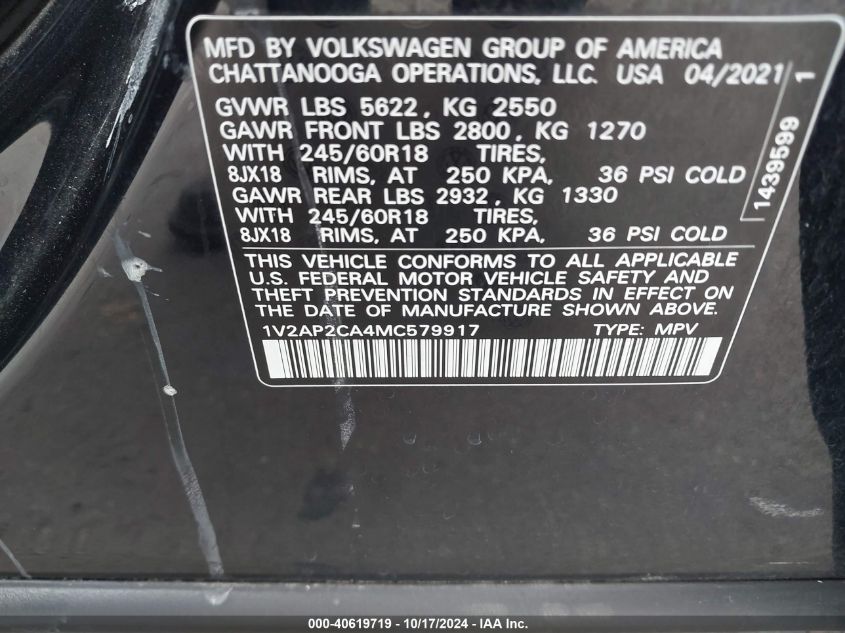 MFD BY VOLKSWAGEN GROUP OF AMERICA
CHATTANOOGA OPERATIONS, LLC. USA 04/2021
GVWR LBS 5622, KG 2550
GAWR FRONT LBS 2800, KG 1270
WITH 245/60R18 TIRES,
8JX18 RIMS, AT 250 KPA, 36 PSI COLD
GAWR REAR LBS 2932, KG 1330
WITH 245/60R18 TIRES,
8JX18 RIMS, AT 250 KPA, 36 PSI COLD
THIS VEHICLE CONFORMS TO ALL APPLICABLE
U.S. FEDERAL MOTOR VEHICLE SAFETY AND
THEFT PREVENTION STANDARDS IN EFFECT ON
THE DATE OF MANUFACTURE SHOWN ABOVE.
1V2AP2CA4MC579917 TYPE: MPV
1439599 1
000-40619719 - 10/17/2024 - IAA Inc.